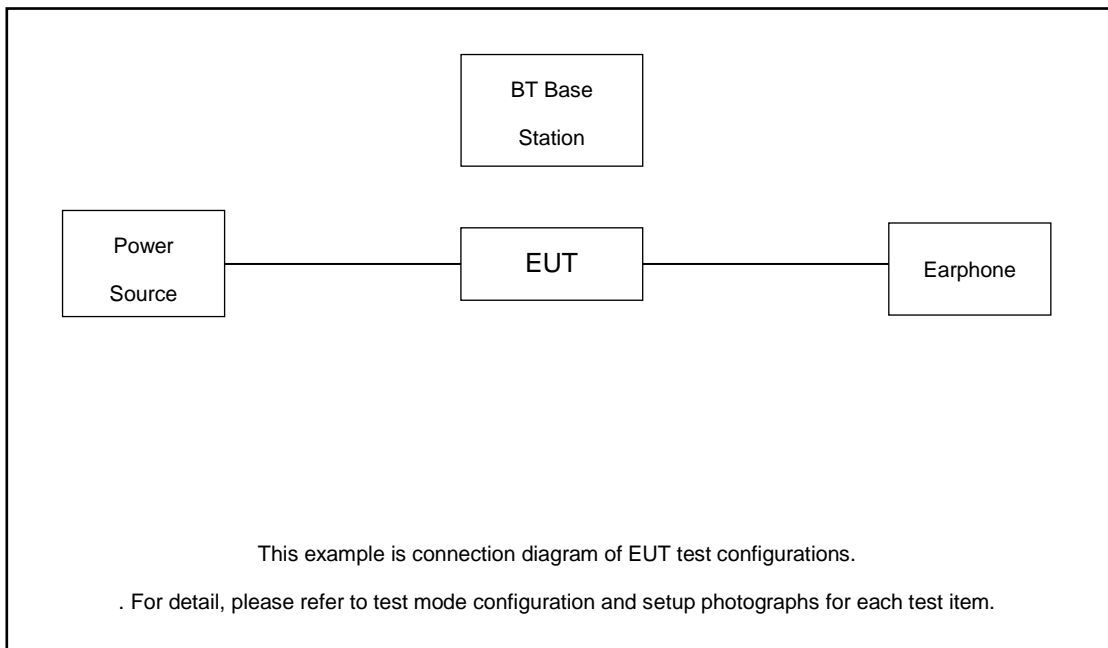 BT Base
Station
Power
Source
EUT
Earphone
This example is connection diagram of EUT test configurations.
. For detail, please refer to test mode configuration and setup photographs for each test item.